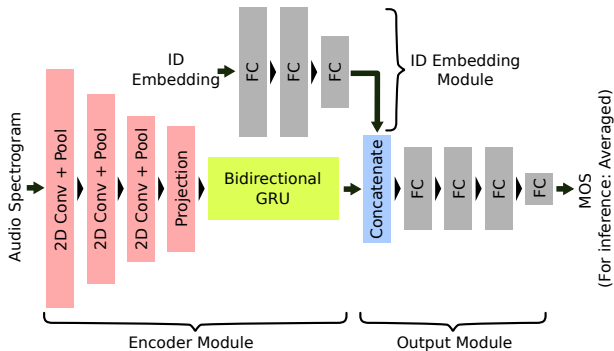 ID
Embedding
FC
FC
FC
ID Embedding
Module
Audio Spectrogram
2D Conv + Pool
2D Conv + Pool
2D Conv + Pool
Projection
Bidirectional
GRU
Concatenate
FC
FC
FC
FC
MOS
(For inference: Averaged)
Encoder Module
Output Module